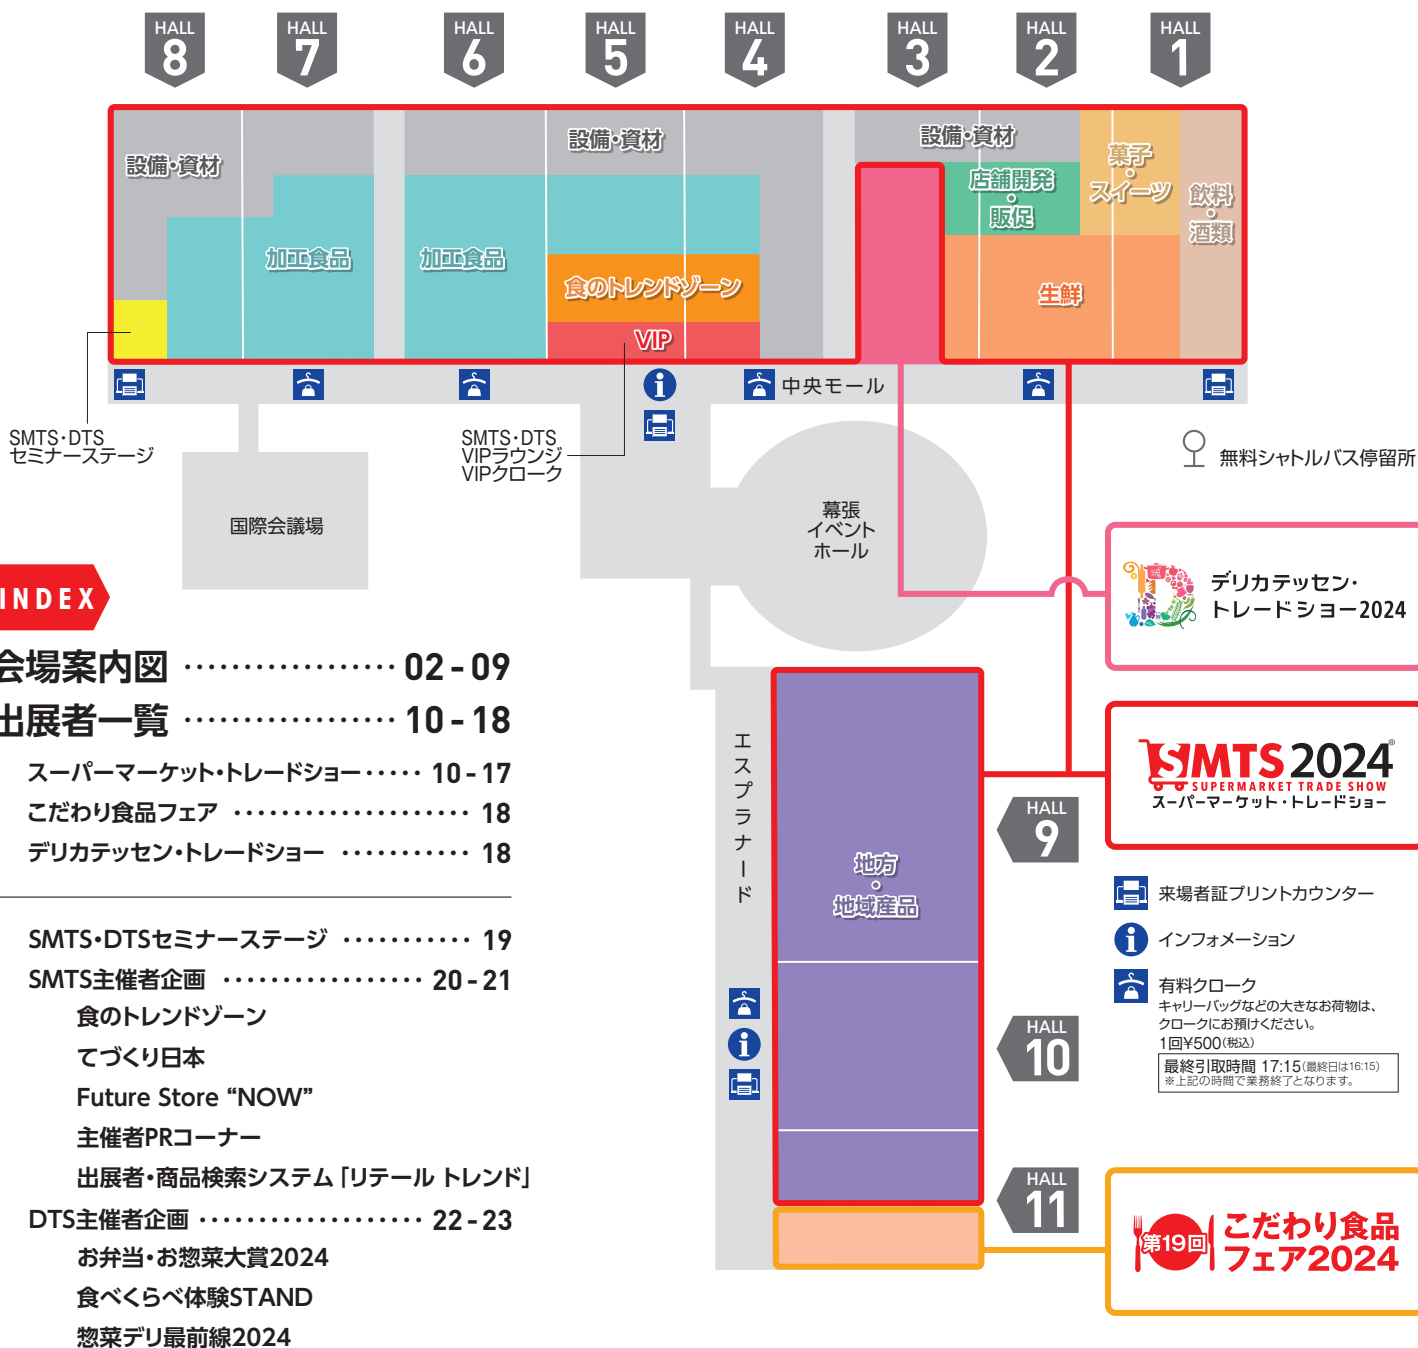 HALL 8
HALL 7
HALL 6
HALL 5
HALL 4
HALL 3
HALL 2
HALL 1
設備・資材
設備・資材
設備・資材
加工食品
加工食品
食のトレンドゾーン
VIP
店舗開発
・
販促
菓子
・
スイーツ
飲料
・
酒類
生鮮
中央モール
SMTS・DTS
セミナーステージ
SMTS・DTS
VIPラウンジ
VIPクローク
無料シャトルバス停留所
国際会議場
幕張
イベント
ホール
デリカテッセン・
トレードショー2024
INDEX
会場案内図 ・・・・・・・・・・・・・・・・・・ 02-09
出展者一覧 ・・・・・・・・・・・・・・・・・・ 10-18
スーパーマーケット・トレードショー・・・・・ 10-17
こだわり食品フェア ・・・・・・・・・・・・・・・・・・・・ 18
デリカテッセン・トレードショー ・・・・・・・・・・・ 18
SMTS・DTSセミナーステージ ・・・・・・・・・・・ 19
SMTS主催者企画 ・・・・・・・・・・・・・・・・・ 20-21
食のトレンドゾーン
てづくり日本
Future Store “NOW”
主催者PRコーナー
出展者・商品検索システム「リテール トレンド」
DTS主催者企画 ・・・・・・・・・・・・・・・・・・・ 22-23
お弁当・お惣菜大賞2024
食べくらべ体験STAND
惣菜デリ最前線2024
エスプラナード
地方
・
地域産品
HALL 9
HALL 10
HALL 11
SMTS 2024®
SUPERMARKET TRADE SHOW
スーパーマーケット・トレードショー
来場者証プリントカウンター
インフォメーション
有料クローク
キャリーバッグなどの大きなお荷物は、
クロークにお預けください。
1回¥500(税込)
最終引取時間 17:15(最終日は16:15)
※上記の時間で業務終了となります。
第19回
こだわり食品
フェア2024